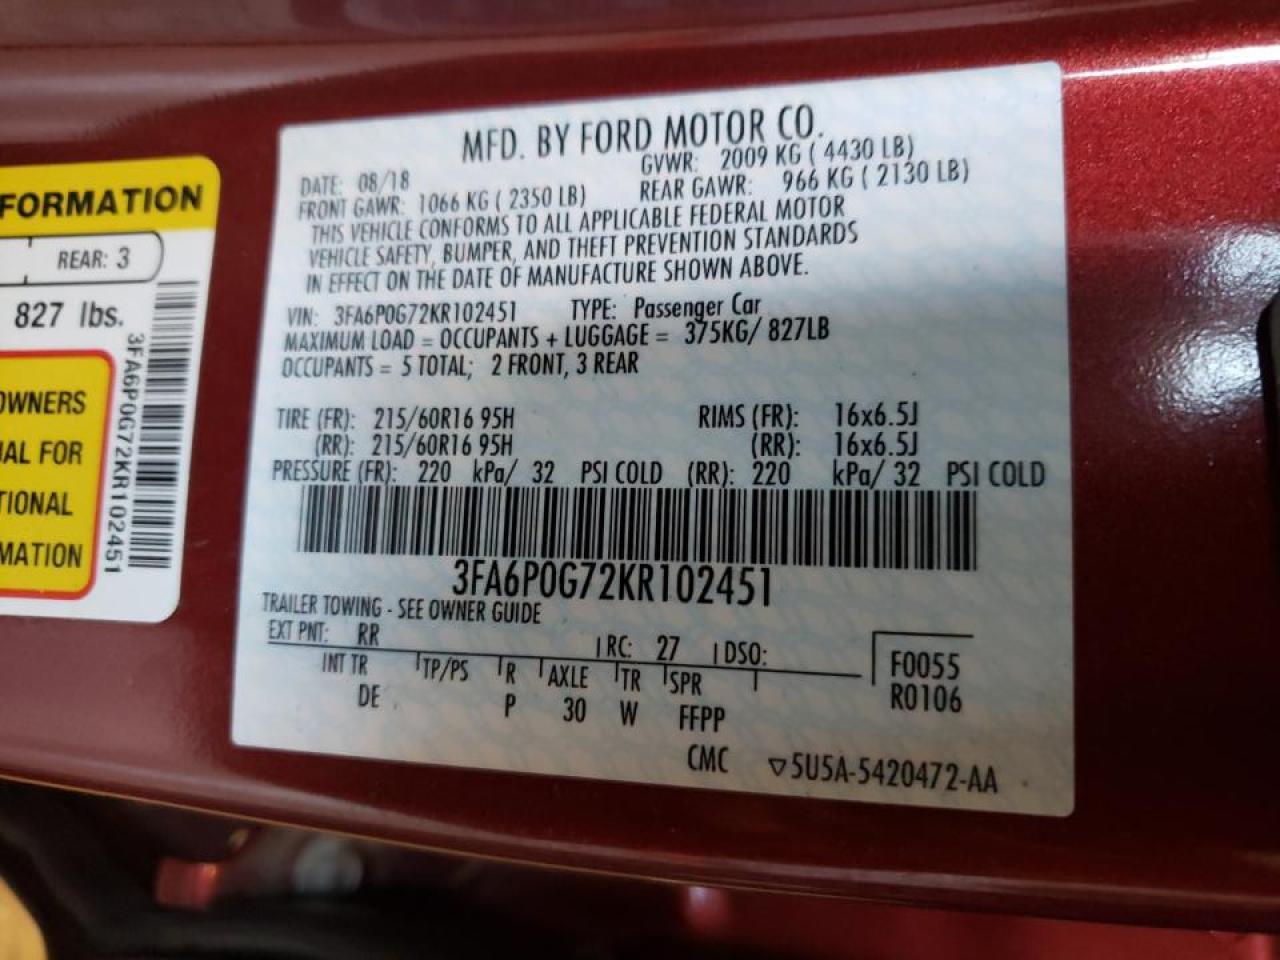 FORMATION
REAR: 3
827 lbs.
3FA6P0G72KR102451
OWNERS
FOR
MATION
MFD. BY FORD MOTOR CO.
DATE: 08/18 GVWR: 2009 KG ( 4430 LB)
FRONT GAWR: 1066 KG ( 2350 LB) REAR GAWR: 966 KG ( 2130 LB)
THIS VEHICLE CONFORMS TO ALL APPLICABLE FEDERAL MOTOR
VEHICLE SAFETY, BUMPER, AND THEFT PREVENTION STANDARDS
IN EFFECT ON THE DATE OF MANUFACTURE SHOWN ABOVE.
VIN: 3FA6P0G72KR102451 TYPE: Passenger Car
MAXIMUM LOAD = OCCUPANTS + LUGGAGE = 375KG/ 827LB
OCCUPANTS = 5 TOTAL; 2 FRONT, 3 REAR
TIRE (FR): 215/60R16 95H RIMS (FR): 16x6.5J
(RR): 215/60R16 95H (RR): 16x6.5J
PRESSURE (FR): 220 kPa/ 32 PSI COLD (RR): 220 kPa/ 32 PSI COLD
3FA6P0G72KR102451
TRAILER TOWING - SEE OWNER GUIDE
EXT PNT: RR RC: 27 DSO:
INT TR TP/PS R AXLE TR SPR
DE P 30 W FFPP
F0055
R0106
CMC ▽5U5A-5420472-AA